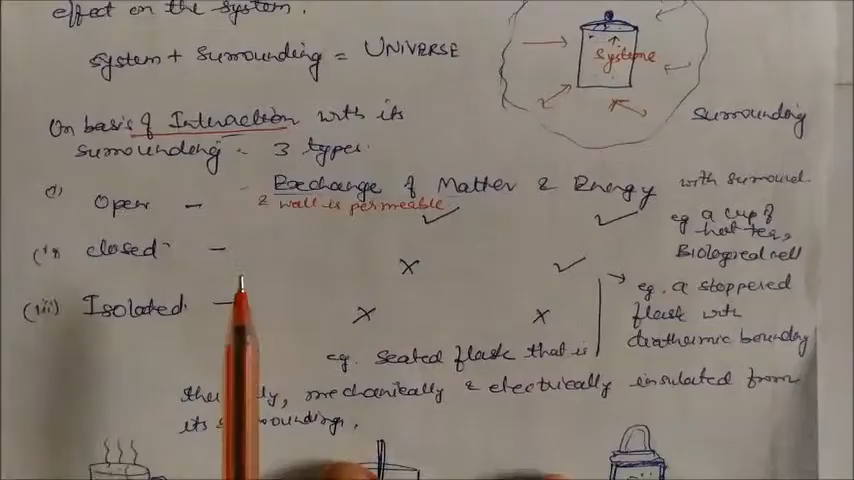 effect on the system.
system + surrounding = UNIVERSE
system
surrounding
On basis of Interaction with its
surrounding - 3 types.
(i) Open - Exchange of Matter & Energy with surround.
& wall is permeable ✓ ✓ eg a cup of
hot tea,
Biological cell
(ii) closed - X ✓
→ eg. a stoppered
flask with
diathermic bounding
(iii) Isolated - X X
eg. sealed flask that is
mechanically & electrically insulated from
its